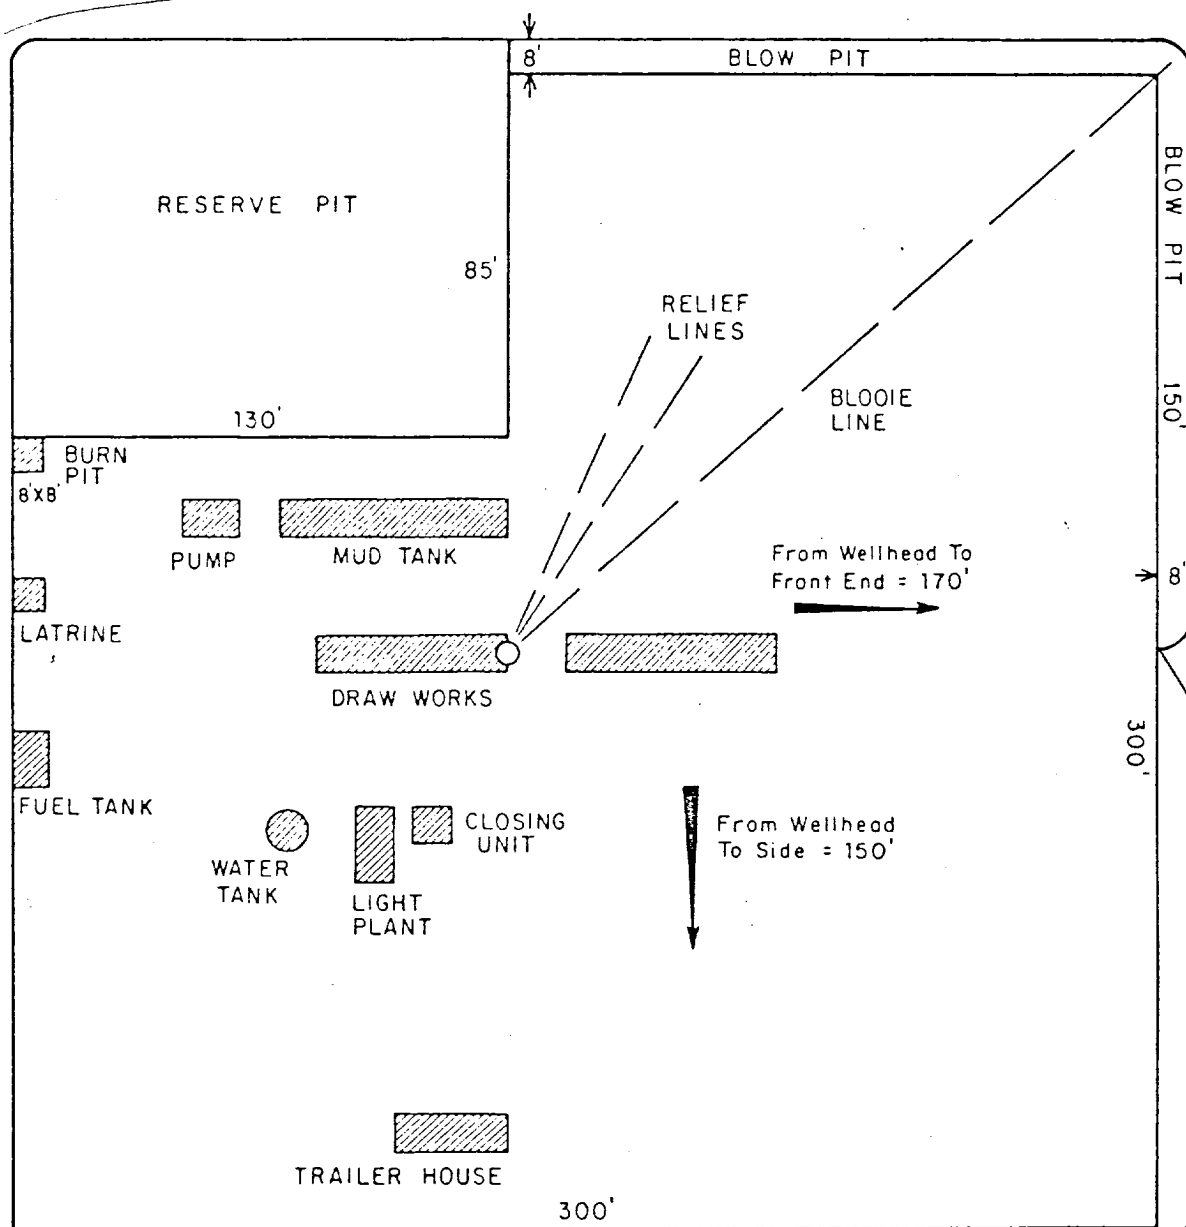 8'
BLOW PIT
BLOW PIT
RESERVE PIT
85'
RELIEF
LINES
130'
BLOOIE
LINE
150'
BURN
PIT
8'X8'
PUMP
MUD TANK
From Wellhead To
Front End = 170'
8'
LATRINE
DRAW WORKS
300'
FUEL TANK
CLOSING
UNIT
From Wellhead
To Side = 150'
WATER
TANK
LIGHT
PLANT
TRAILER HOUSE
300'